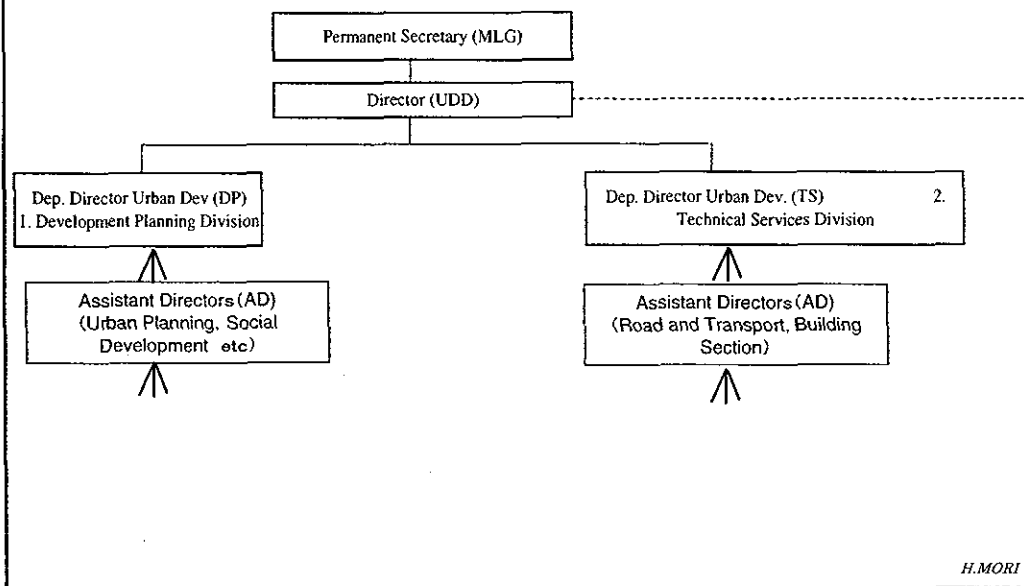 Permanent Secretary (MLG)
Director (UDD)
Dep. Director Urban Dev (DP)
1. Development Planning Division
Dep. Director Urban Dev. (TS) 2.
Technical Services Division
Assistant Directors (AD)
(Urban Planning, Social
Development etc)
Assistant Directors (AD)
(Road and Transport, Building
Section)
H.MORI